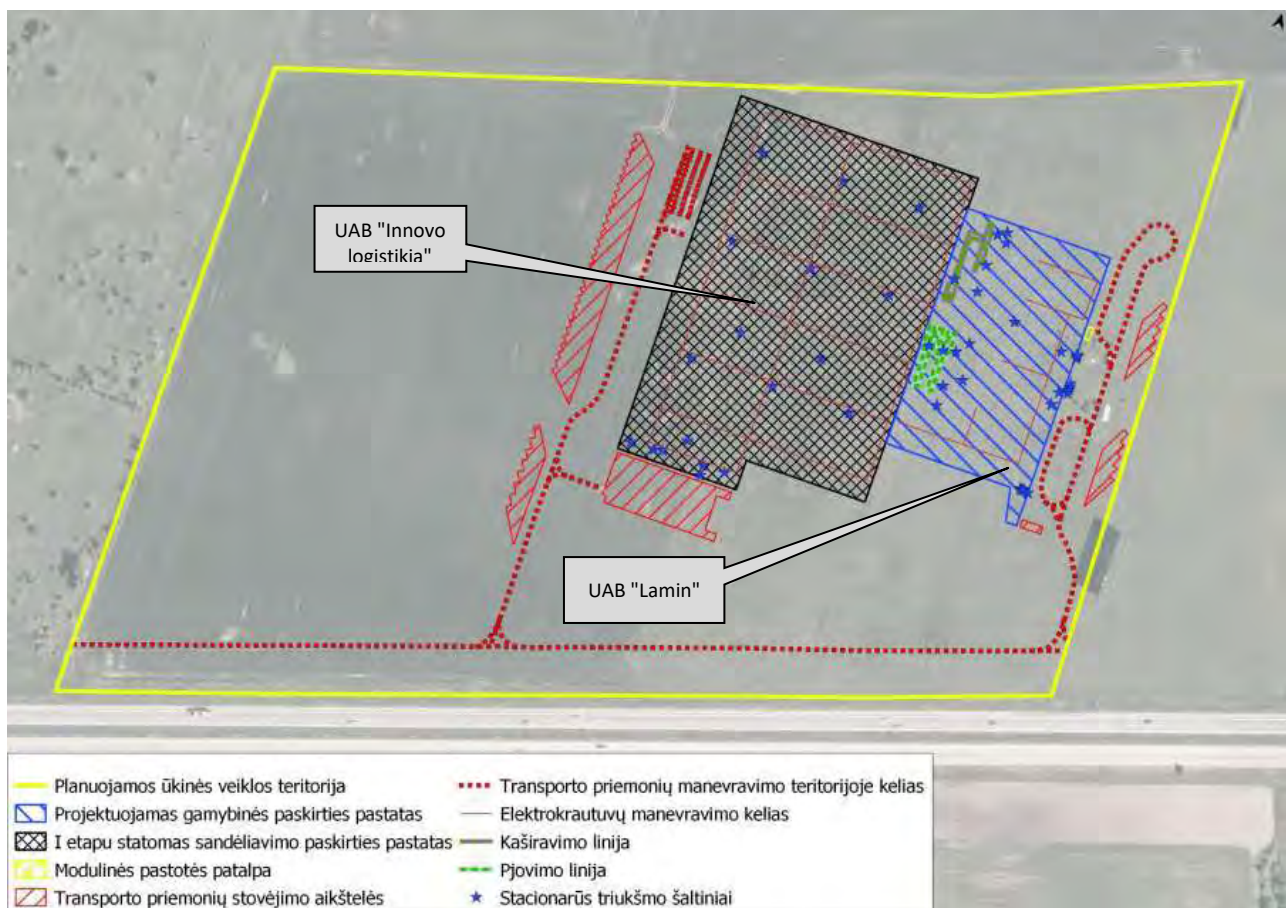 UAB "Innovo
logistikia"
UAB "Lamin"
Planuojamos ūkinės veiklos teritorija
Projektuojamas gamybinės paskirties pastatas
I etapu statomas sandėliavimo paskirties pastatas
Modulinės pastotės patalpa
Transporto priemonių stovėjimo aikštelės
Transporto priemonių manevravimo teritorijoje kelias
Elektrokrautuvų manevravimo kelias
Kaširavimo linija
Pjovimo linija
Stacionarūs triukšmo šaltiniai